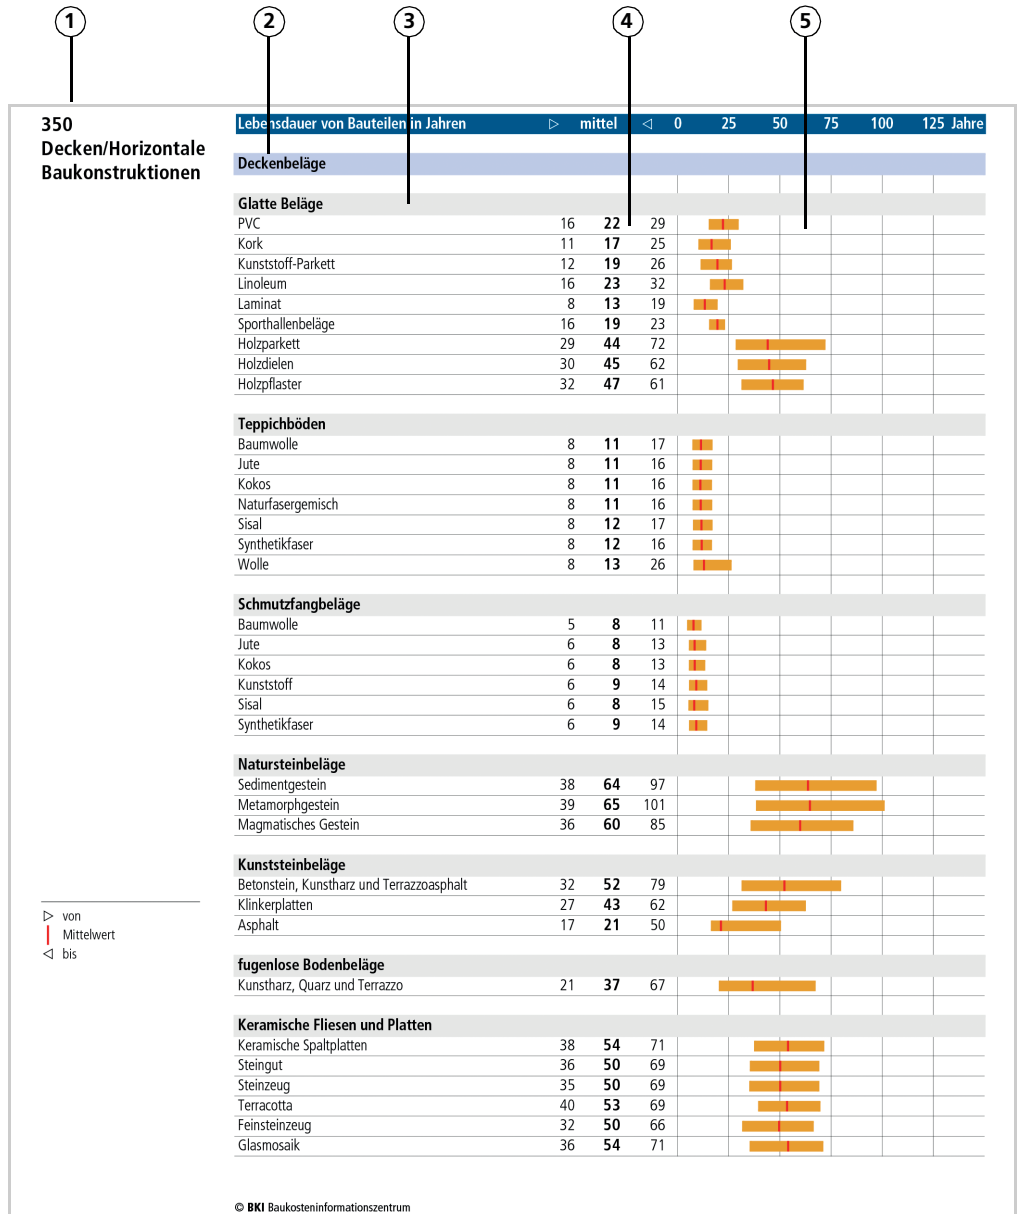 1 2 3 4 5
350
Decken/Horizontale
Baukonstruktionen
Lebensdauer von Bauteilen in Jahren ▷ mittel ◁ 0 25 50 75 100 125 Jahre
Deckenbeläge
Glatte Beläge
PVC 16 22 29
Kork 11 17 25
Kunststoff-Parkett 12 19 26
Linoleum 16 23 32
Laminat 8 13 19
Sporthallenbeläge 16 19 23
Holzparkett 29 44 72
Holzdielen 30 45 62
Holzpflaster 32 47 61
Teppichböden
Baumwolle 8 11 17
Jute 8 11 16
Kokos 8 11 16
Naturfasergemisch 8 11 16
Sisal 8 12 17
Synthetikfaser 8 12 16
Wolle 8 13 26
Schmutzfangbeläge
Baumwolle 5 8 11
Jute 6 8 13
Kokos 6 8 13
Kunststoff 6 9 14
Sisal 6 8 15
Synthetikfaser 6 9 14
Natursteinbeläge
Sedimentgestein 38 64 97
Metamorphgestein 39 65 101
Magmatisches Gestein 36 60 85
Kunststeinbeläge
Betonstein, Kunstharz und Terrazzoasphalt 32 52 79
Klinkerplatten 27 43 62
Asphalt 17 21 50
fugenlose Bodenbeläge
Kunstharz, Quarz und Terrazzo 21 37 67
Keramische Fliesen und Platten
Keramische Spaltplatten 38 54 71
Steingut 36 50 69
Steinzeug 35 50 69
Terracotta 40 53 69
Feinsteinzeug 32 50 66
Glasmosaik 36 54 71
▷ von
| Mittelwert
◁ bis
© BKI Baukosteninformationszentrum